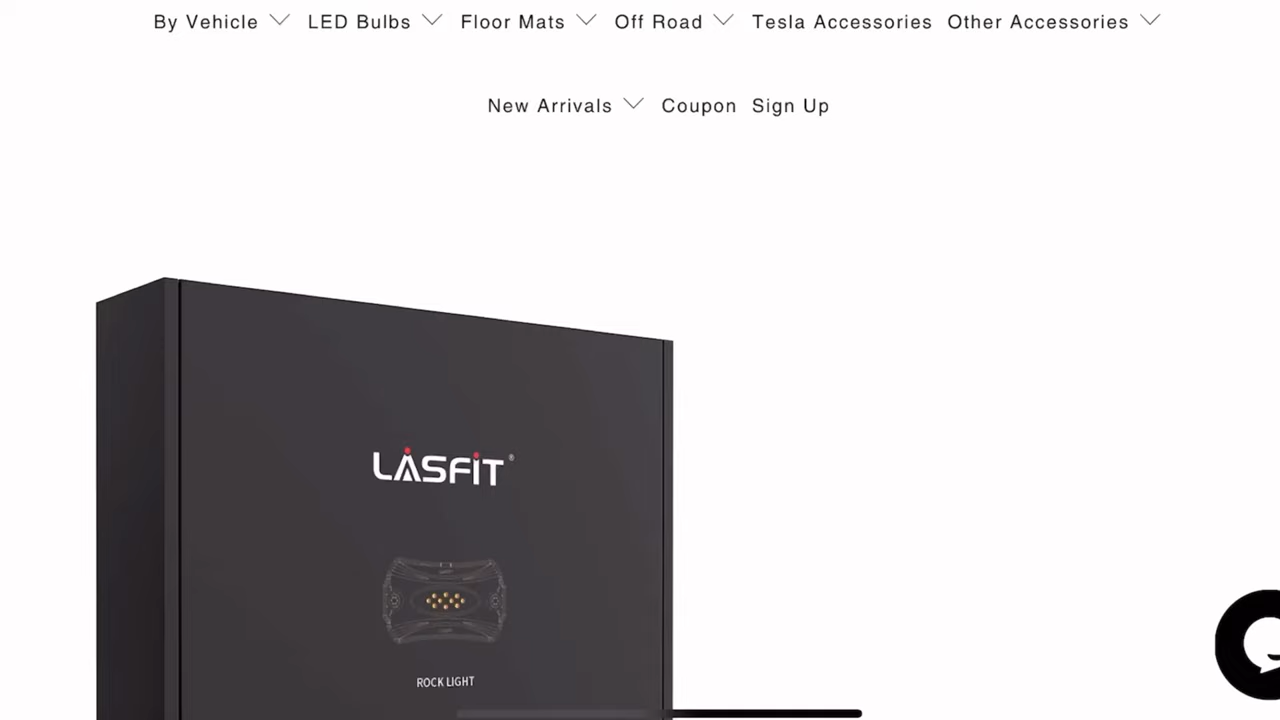 By Vehicle LED Bulbs Floor Mats Off Road Tesla Accessories Other Accessories
New Arrivals Coupon Sign Up
LASFIT®
ROCK LIGHT